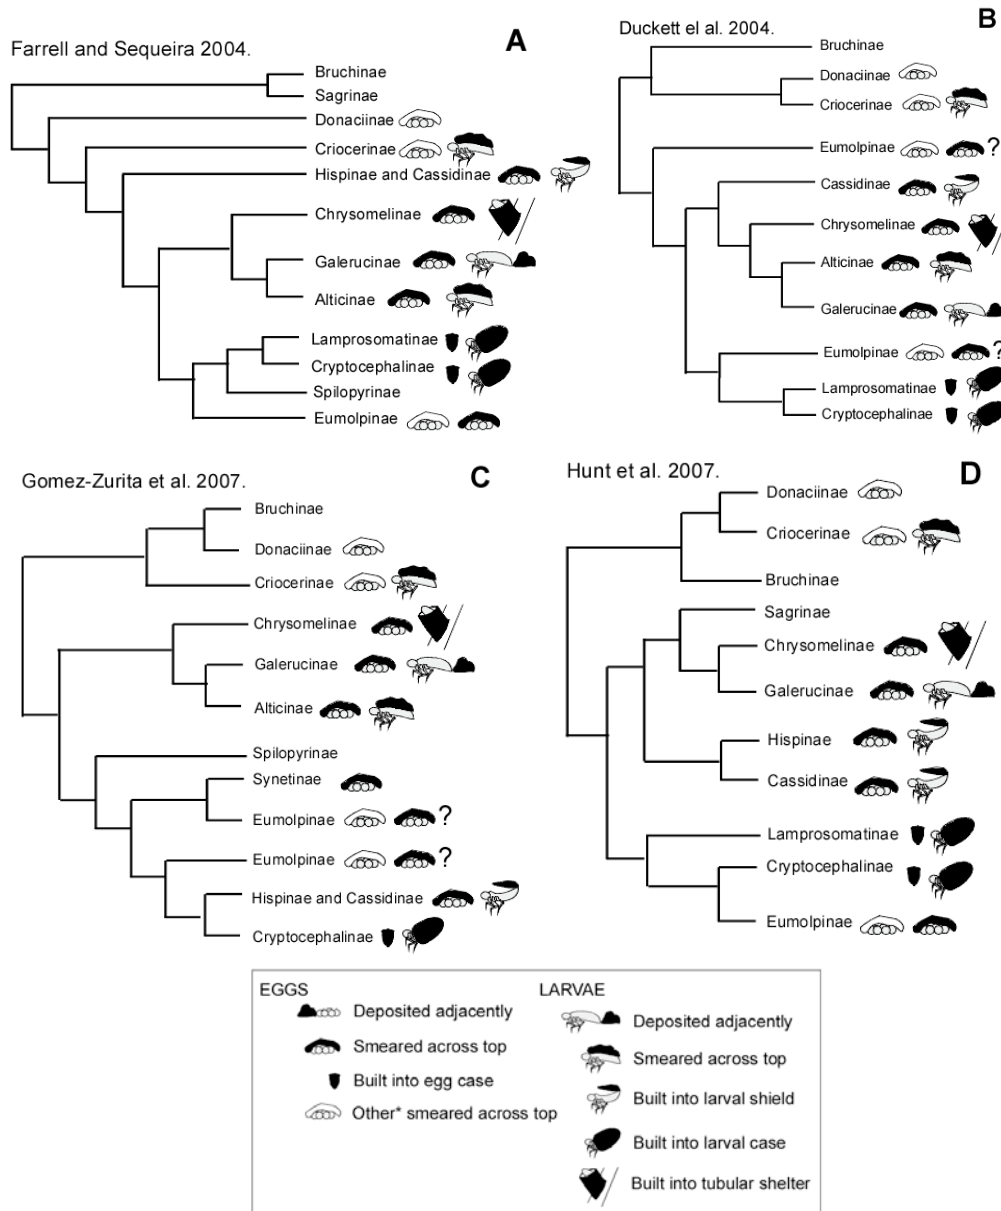 A
Farrell and Sequeira 2004.
Bruchinae
Sagrinae
Donaciinae
Criocerinae
Hispinae and Cassidinae
Chrysomelinae
Galerucinae
Alticinae
Lamprosomatinae
Cryptocephalinae
Spilopyrinae
Eumolpinae
B
Duckett el al. 2004.
Bruchinae
Donaciinae
Criocerinae
Eumolpinae ?
Cassidinae
Chrysomelinae
Alticinae
Galerucinae
Eumolpinae ?
Lamprosomatinae
Cryptocephalinae
C
Gomez-Zurita et al. 2007.
Bruchinae
Donaciinae
Criocerinae
Chrysomelinae
Galerucinae
Alticinae
Spilopyrinae
Synetinae
Eumolpinae ?
Eumolpinae ?
Hispinae and Cassidinae
Cryptocephalinae
D
Hunt et al. 2007.
Donaciinae
Criocerinae
Bruchinae
Sagrinae
Chrysomelinae
Galerucinae
Hispinae
Cassidinae
Lamprosomatinae
Cryptocephalinae
Eumolpinae
EGGS
Deposited adjacently
Smeared across top
Built into egg case
Other* smeared across top
LARVAE
Deposited adjacently
Smeared across top
Built into larval shield
Built into larval case
Built into tubular shelter